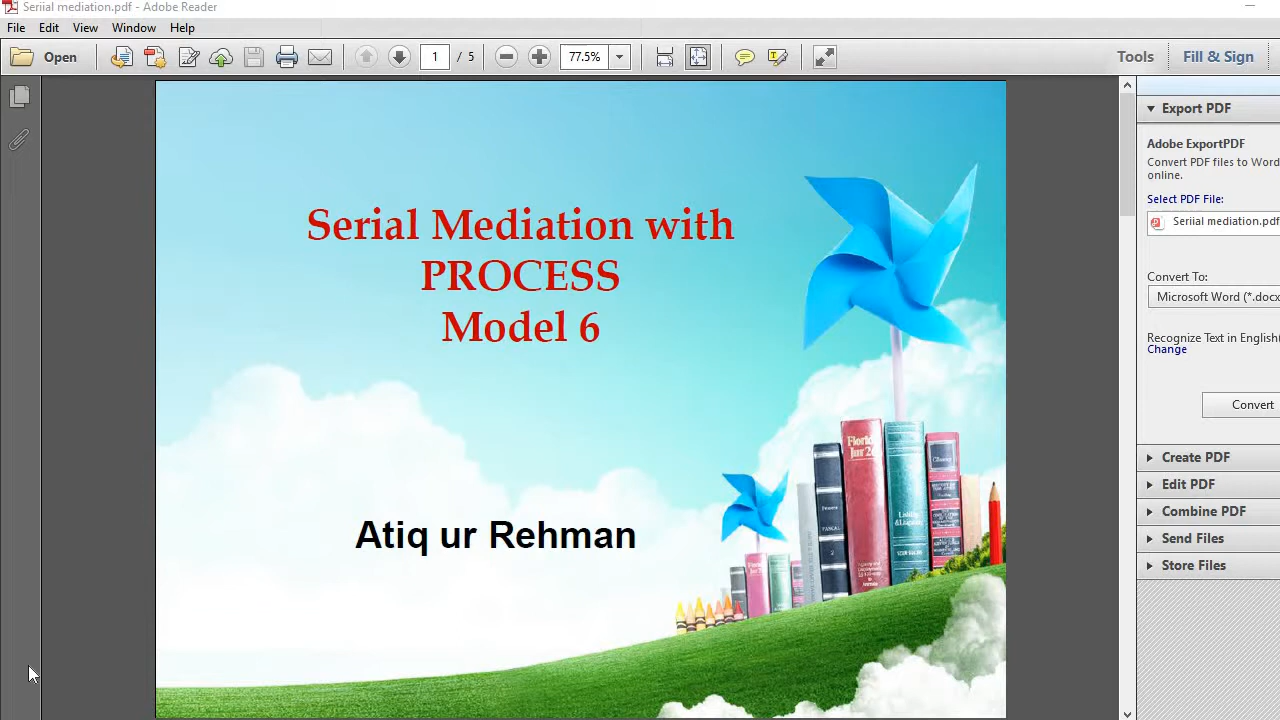 Seriial mediation.pdf - Adobe Reader
File Edit View Window Help
Open 1 / 5 77.5% Tools Fill & Sign
Export PDF
Adobe ExportPDF
Convert PDF files to Word
online.
Select PDF File:
Seriial mediation.pdf
Convert To:
Microsoft Word (*.docx
Recognize Text in English
Change
Convert
Create PDF
Edit PDF
Combine PDF
Send Files
Store Files
Serial Mediation with
PROCESS
Model 6
Atiq ur Rehman